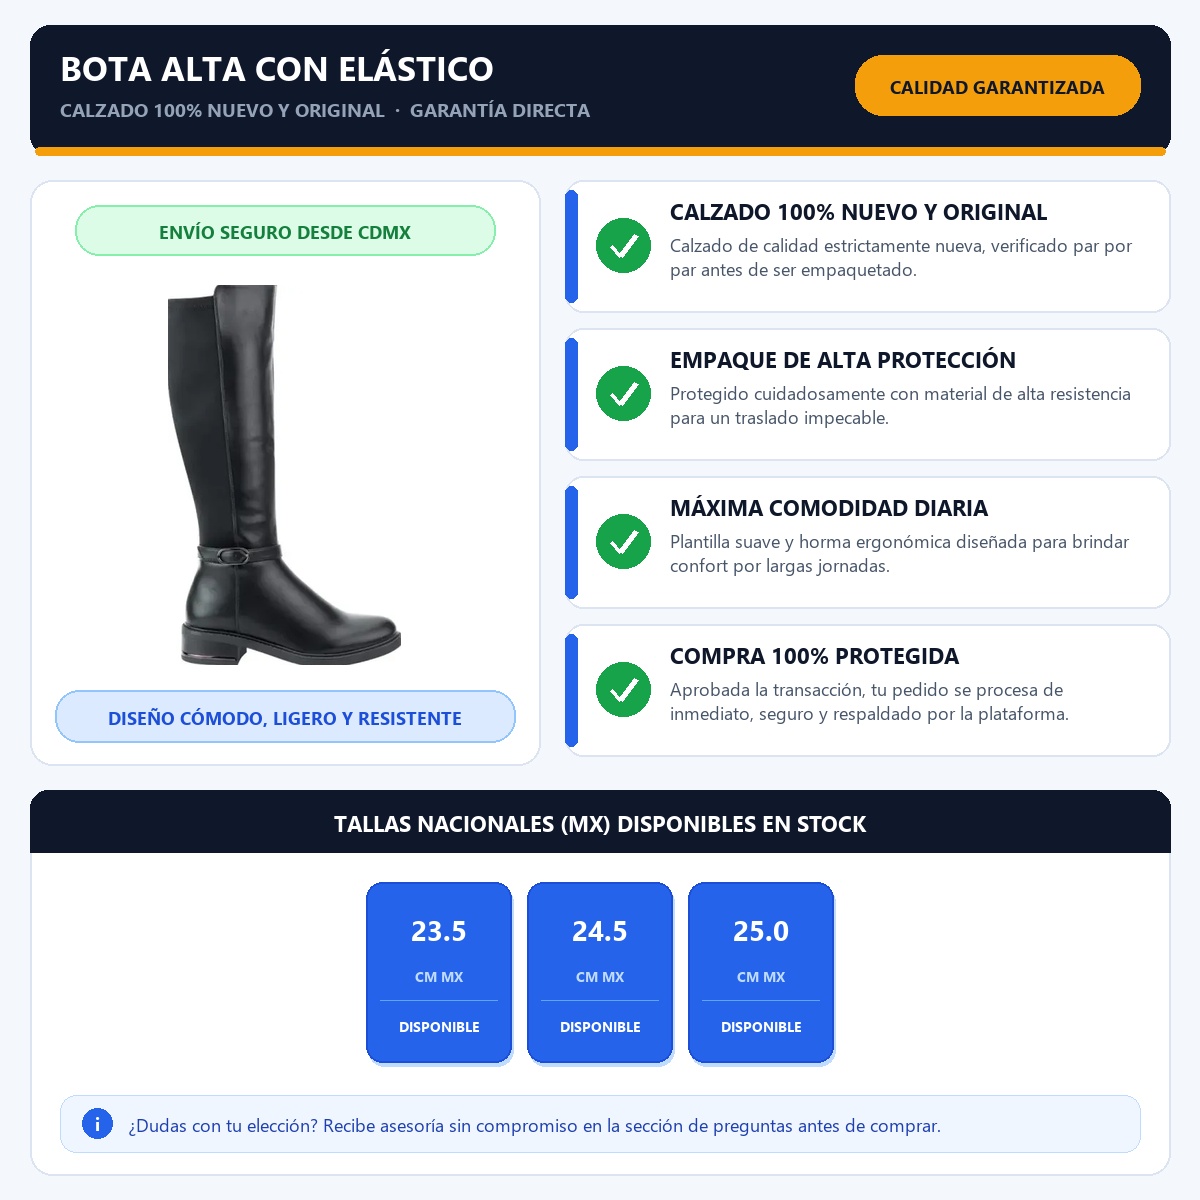 BOTA ALTA CON ELÁSTICO
CALZADO 100% NUEVO Y ORIGINAL · GARANTÍA DIRECTA
CALIDAD GARANTIZADA
ENVÍO SEGURO DESDE CDMX
DISEÑO CÓMODO, LIGERO Y RESISTENTE
CALZADO 100% NUEVO Y ORIGINAL
Calzado de calidad estrictamente nueva, verificado par por
par antes de ser empaquetado.
EMPAQUE DE ALTA PROTECCIÓN
Protegido cuidadosamente con material de alta resistencia
para un traslado impecable.
MÁXIMA COMODIDAD DIARIA
Plantilla suave y horma ergonómica diseñada para brindar
confort por largas jornadas.
COMPRA 100% PROTEGIDA
Aprobada la transacción, tu pedido se procesa de
inmediato, seguro y respaldado por la plataforma.
TALLAS NACIONALES (MX) DISPONIBLES EN STOCK
23.5
CM MX
DISPONIBLE
24.5
CM MX
DISPONIBLE
25.0
CM MX
DISPONIBLE
¿Dudas con tu elección? Recibe asesoría sin compromiso en la sección de preguntas antes de comprar.